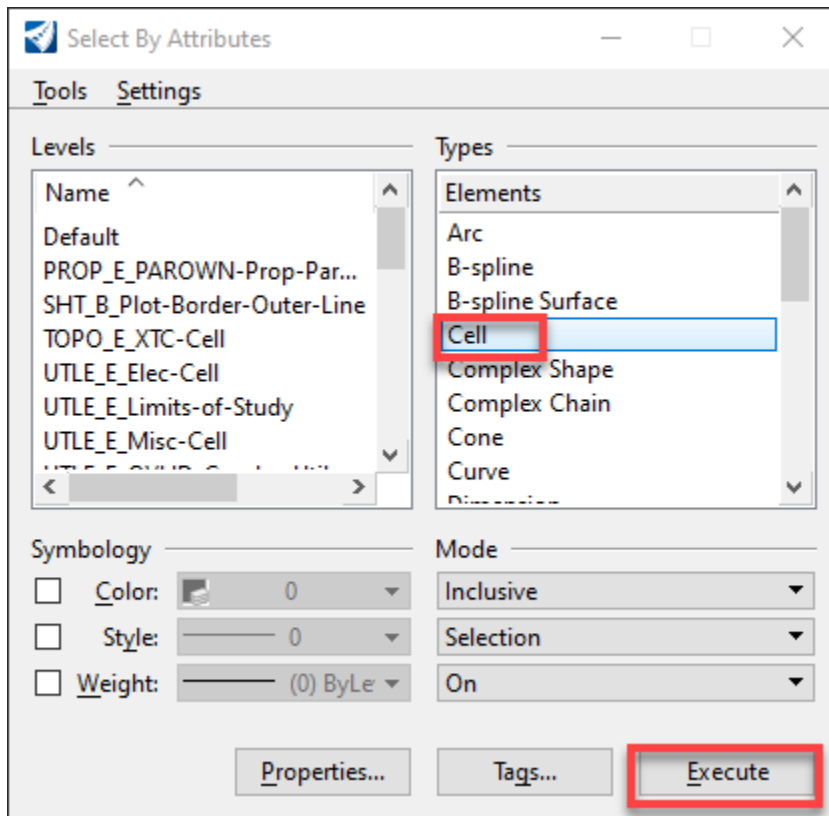 Select By Attributes
Tools Settings
Levels
Name
Default
PROP_E_PAROWN-Prop-Par...
SHT_B_Plot-Border-Outer-Line
TOPO_E_XTC-Cell
UTLE_E_Elec-Cell
UTLE_E_Limits-of-Study
UTLE_E_Misc-Cell
Types
Elements
Arc
B-spline
B-spline Surface
Cell
Complex Shape
Complex Chain
Cone
Curve
Dimension
Symbology
Color: 0
Style: 0
Weight: (0) ByLe
Mode
Inclusive
Selection
On
Properties... Tags... Execute